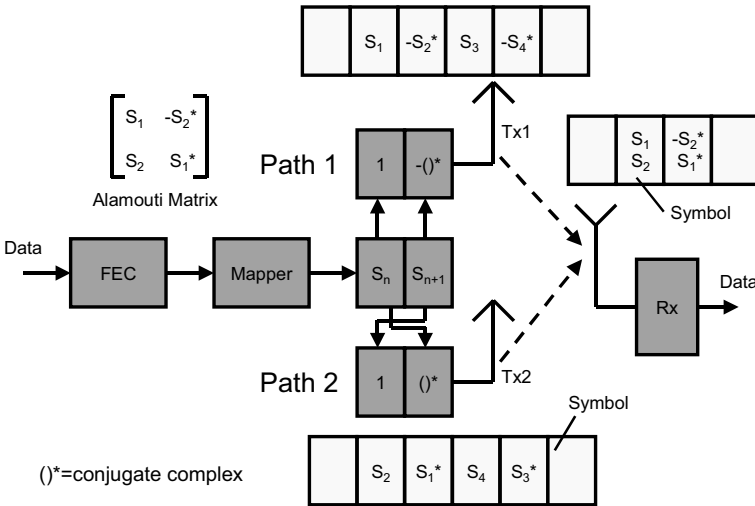 S1 -S2* S3 -S4*
S1 -S2*
S2 S1*
Alamouti Matrix
Tx1
Path 1
1 -()*
S1 -S2*
S2 S1*
Symbol
Data
FEC
Mapper
Sn Sn+1
Rx
Data
Path 2
1 ()*
Tx2
Symbol
S2 S1* S4 S3*
()*=conjugate complex